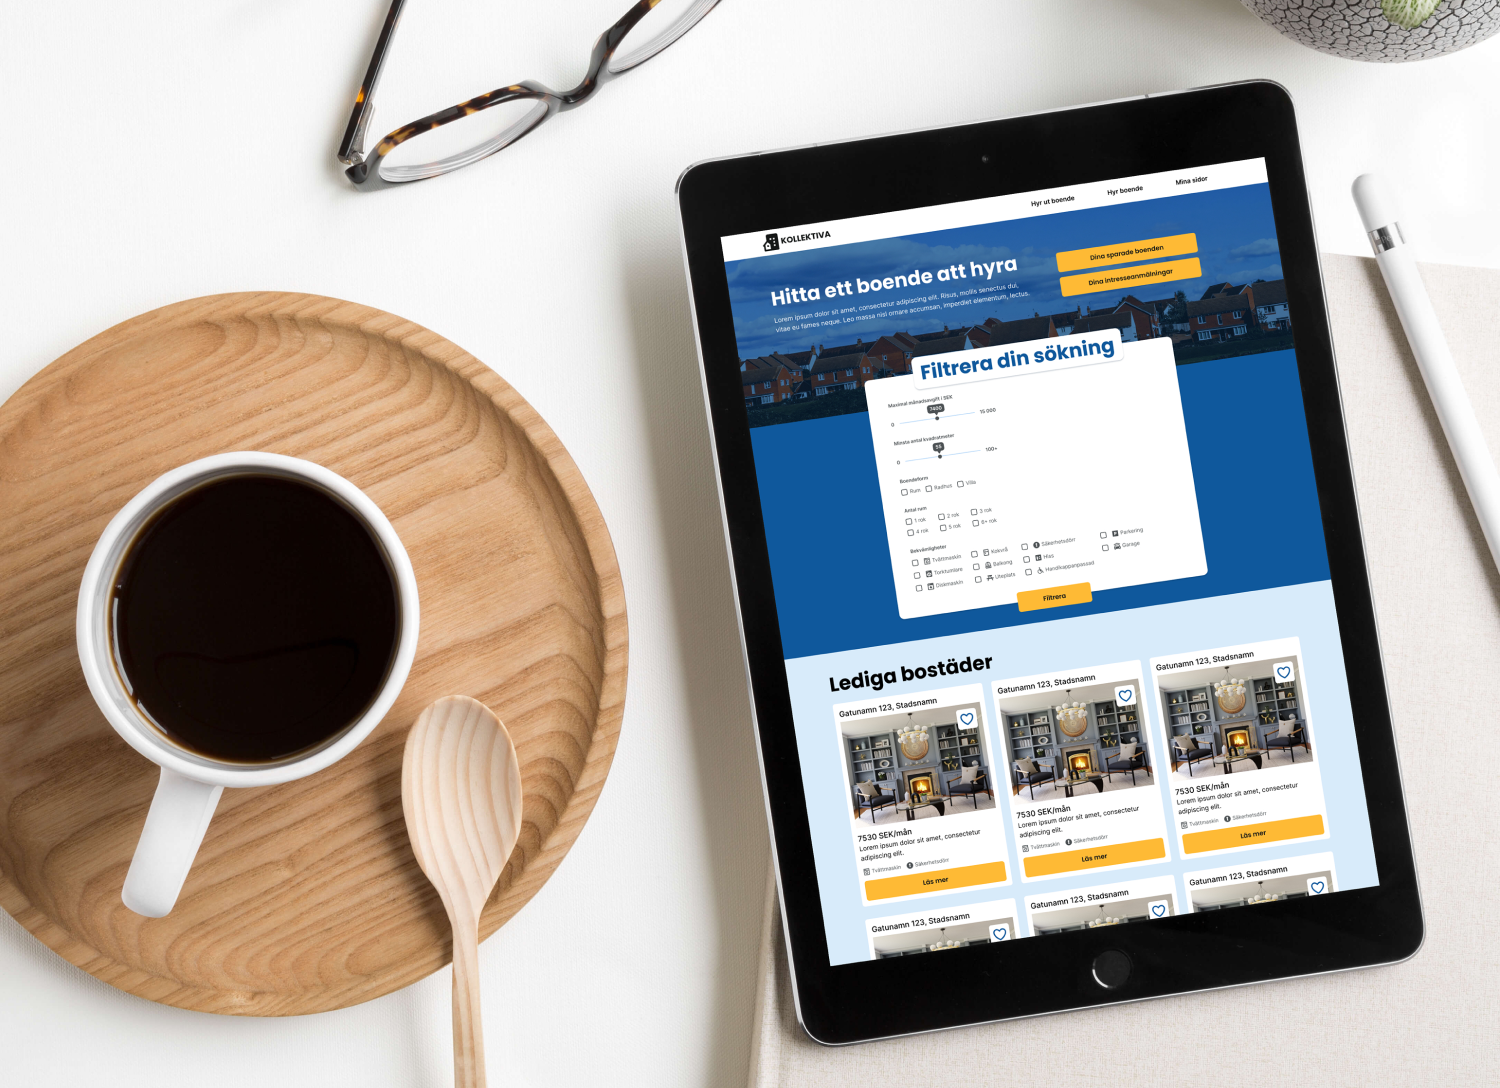 KOLLEKTIVA
Hyr ut boende
Hyr boende
Mina sidor
Hitta ett boende att hyra
Lorem ipsum dolor sit amet, consectetur adipiscing elit. Risus, mollis senectus dui,
vitae eu fames neque. Leo massa nisl ornare accumsan, imperdiet elementum, lectus.
Dina sparade boenden
Dina intresseanmälningar
Filtrera din sökning
Maximal månadsavgift i SEK
7400
0
15 000
Minsta antal kvadratmeter
0
100+
Boendeform
Rum
Radhus
Villa
Antal rum
1 rok
2 rok
3 rok
4 rok
5 rok
6+ rok
Bekvämligheter
Tvättmaskin
Kokvrå
Säkerhetsdörr
Parkering
Torktumlare
Balkong
Hiss
Garage
Diskmaskin
Uteplats
Handikappanpassad
Filtrera
Lediga bostäder
Gatunamn 123, Stadsnamn
7530 SEK/mån
Lorem ipsum dolor sit amet, consectetur
adipiscing elit.
Tvättmaskin
Säkerhetsdörr
Läs mer
Gatunamn 123, Stadsnamn
7530 SEK/mån
Lorem ipsum dolor sit amet, consectetur
adipiscing elit.
Tvättmaskin
Säkerhetsdörr
Läs mer
Gatunamn 123, Stadsnamn
7530 SEK/mån
Lorem ipsum dolor sit amet, consectetur
adipiscing elit.
Tvättmaskin
Säkerhetsdörr
Läs mer
Gatunamn 123, Stadsnamn
Gatunamn 123, Stadsnamn
Gatunamn 123, Stadsnamn